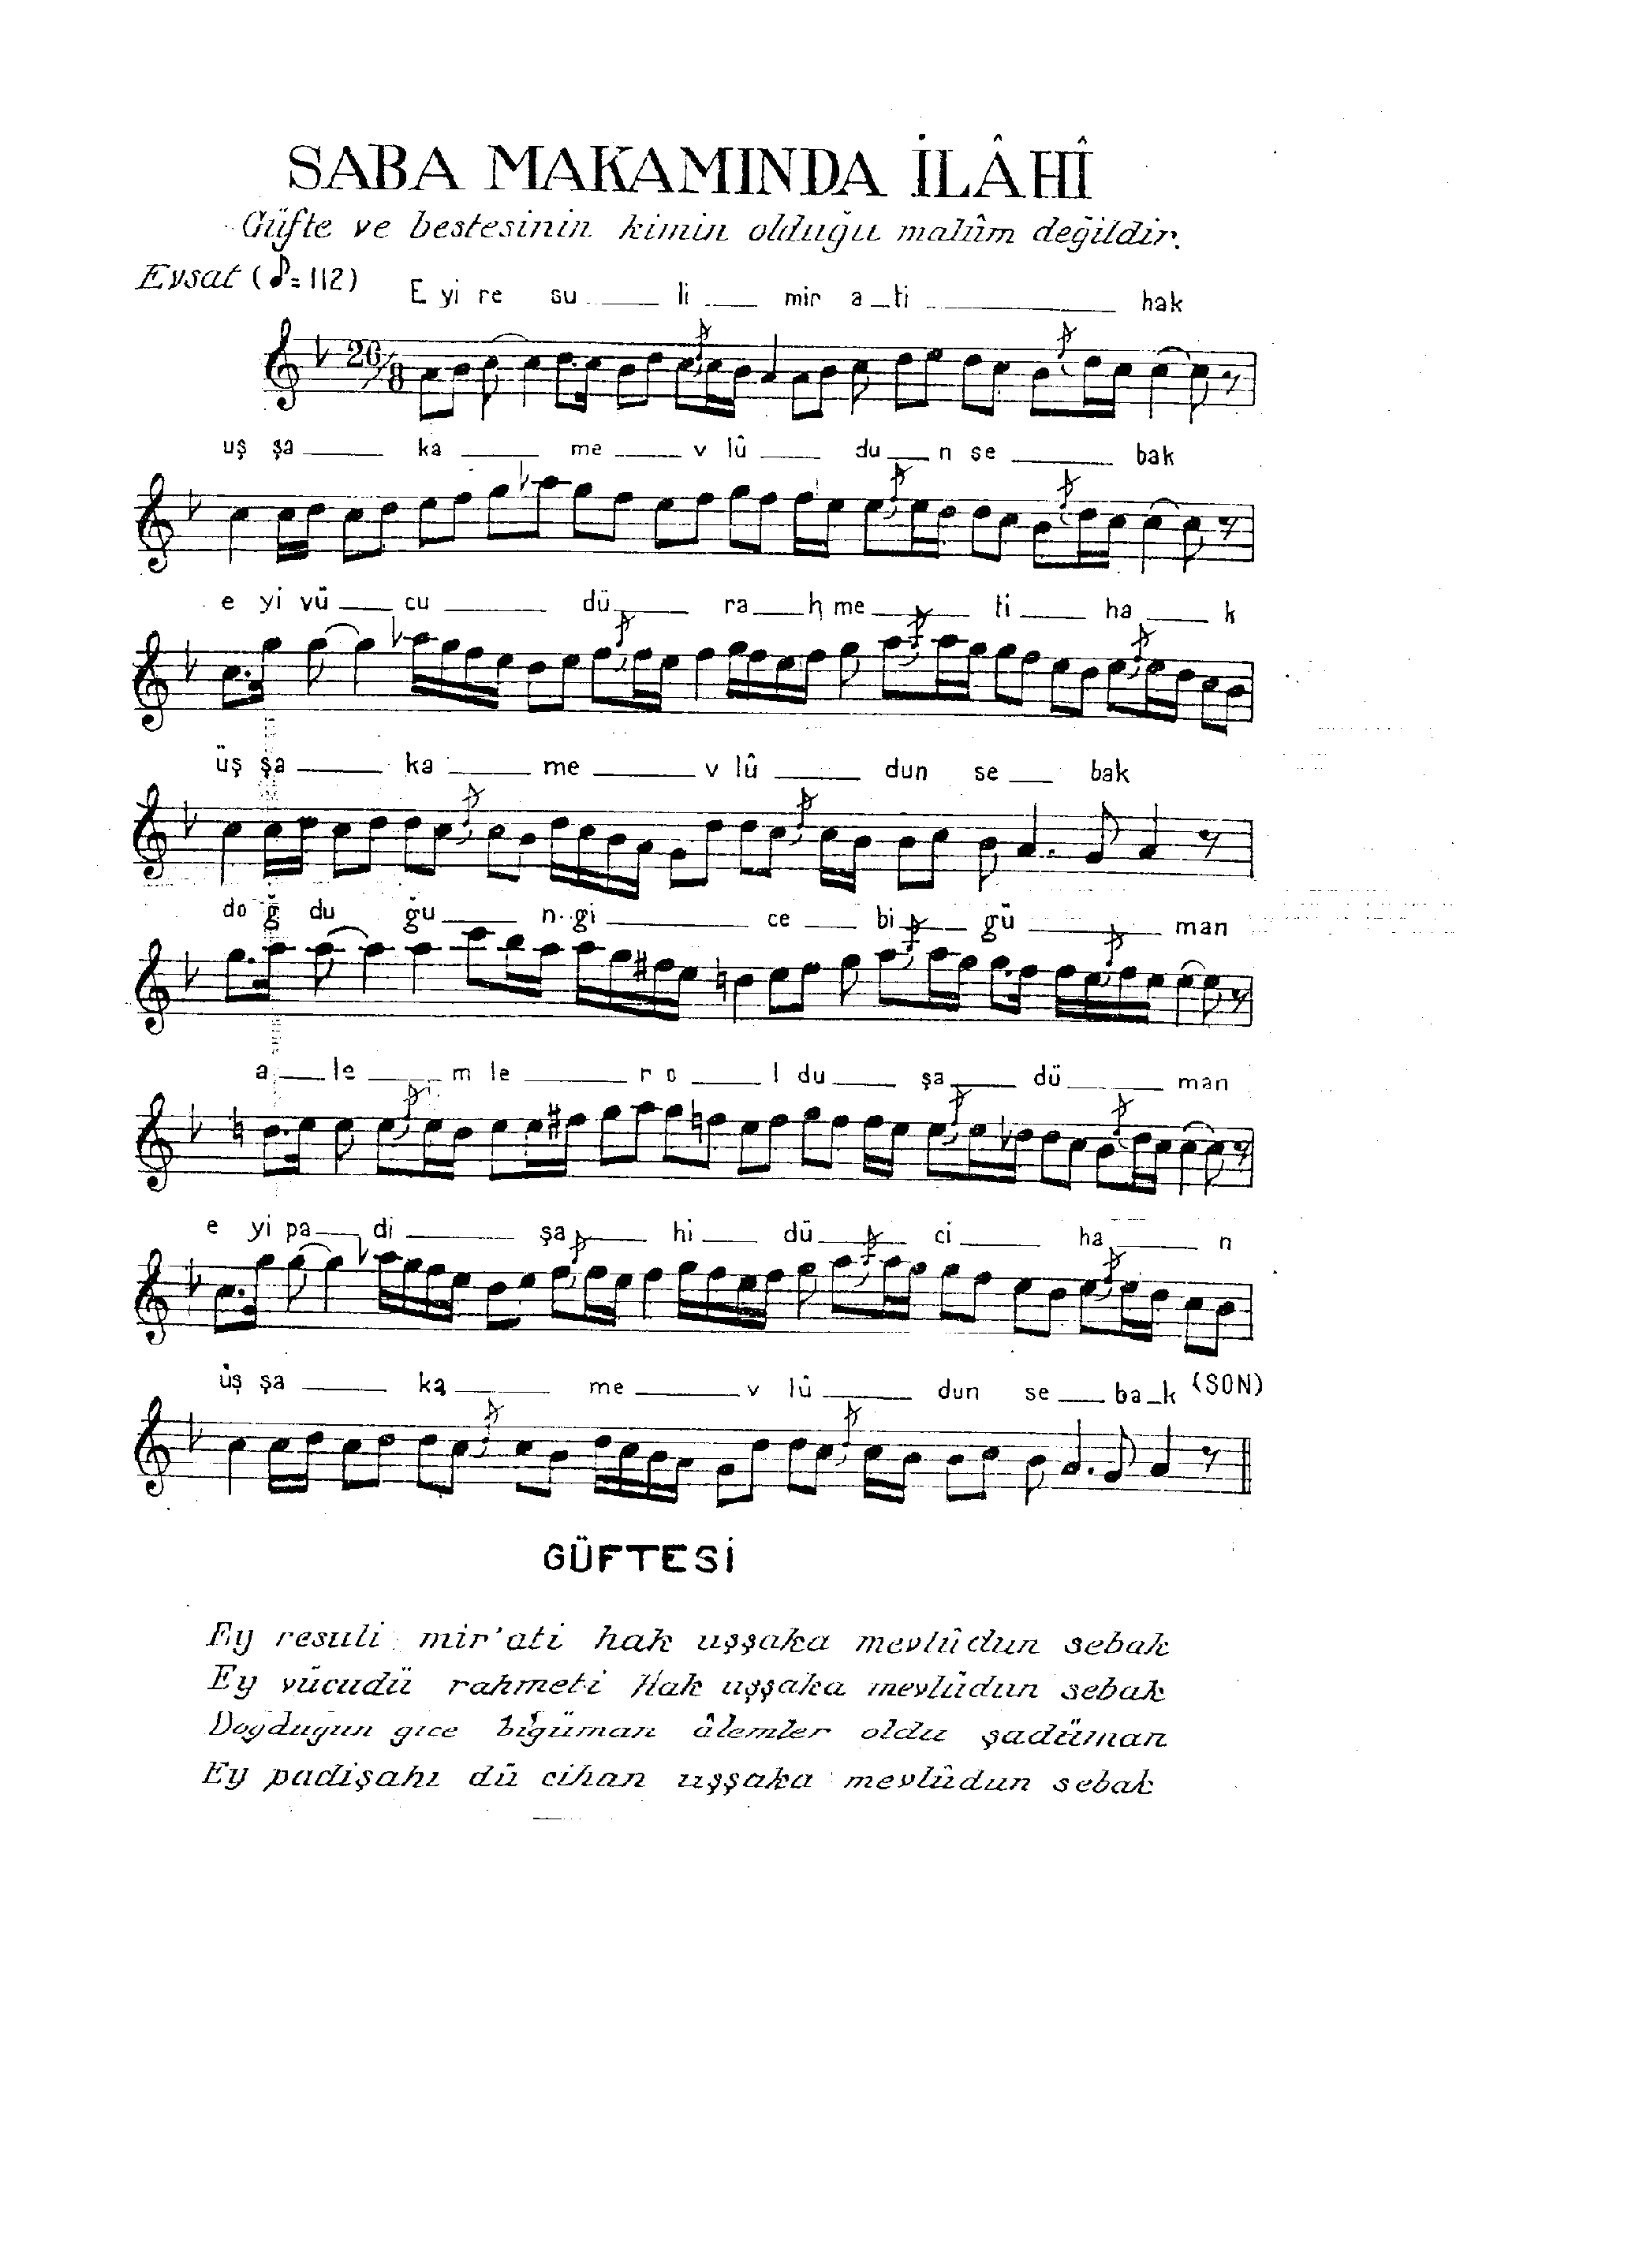 SABA MAKAMINDA İLÂHÎ
Güfte ve bestesinin kimin olduğu malûm değildir.
Evsat (♪=112)
E yi re su li mir a ti hak
26/8
uş şa ka me v lû du n se bak
e yi vü cu dü ra h me ti ha k
üş şa ka me v lû dun se bak
do ğ du ğu n gi ce bi gü man
a le m le r o l du şa dü man
e yi pa di şa hi dü ci ha n
üş şa ka me v lû dun se ba k (SON)
GÜFTESİ
Ey resuli mir'ati hak uşşaka mevlûdun sebak
Ey vücudü rahmeti Hak uşşaka mevlûdun sebak
Doğduğun gice bigüman âlemler oldu şadüman
Ey padişahı dü cihan uşşaka mevlûdun sebak